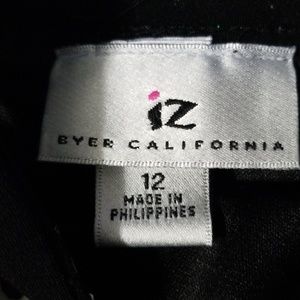 iz
BYER CALIFORNIA
12
MADE IN
PHILIPPINES